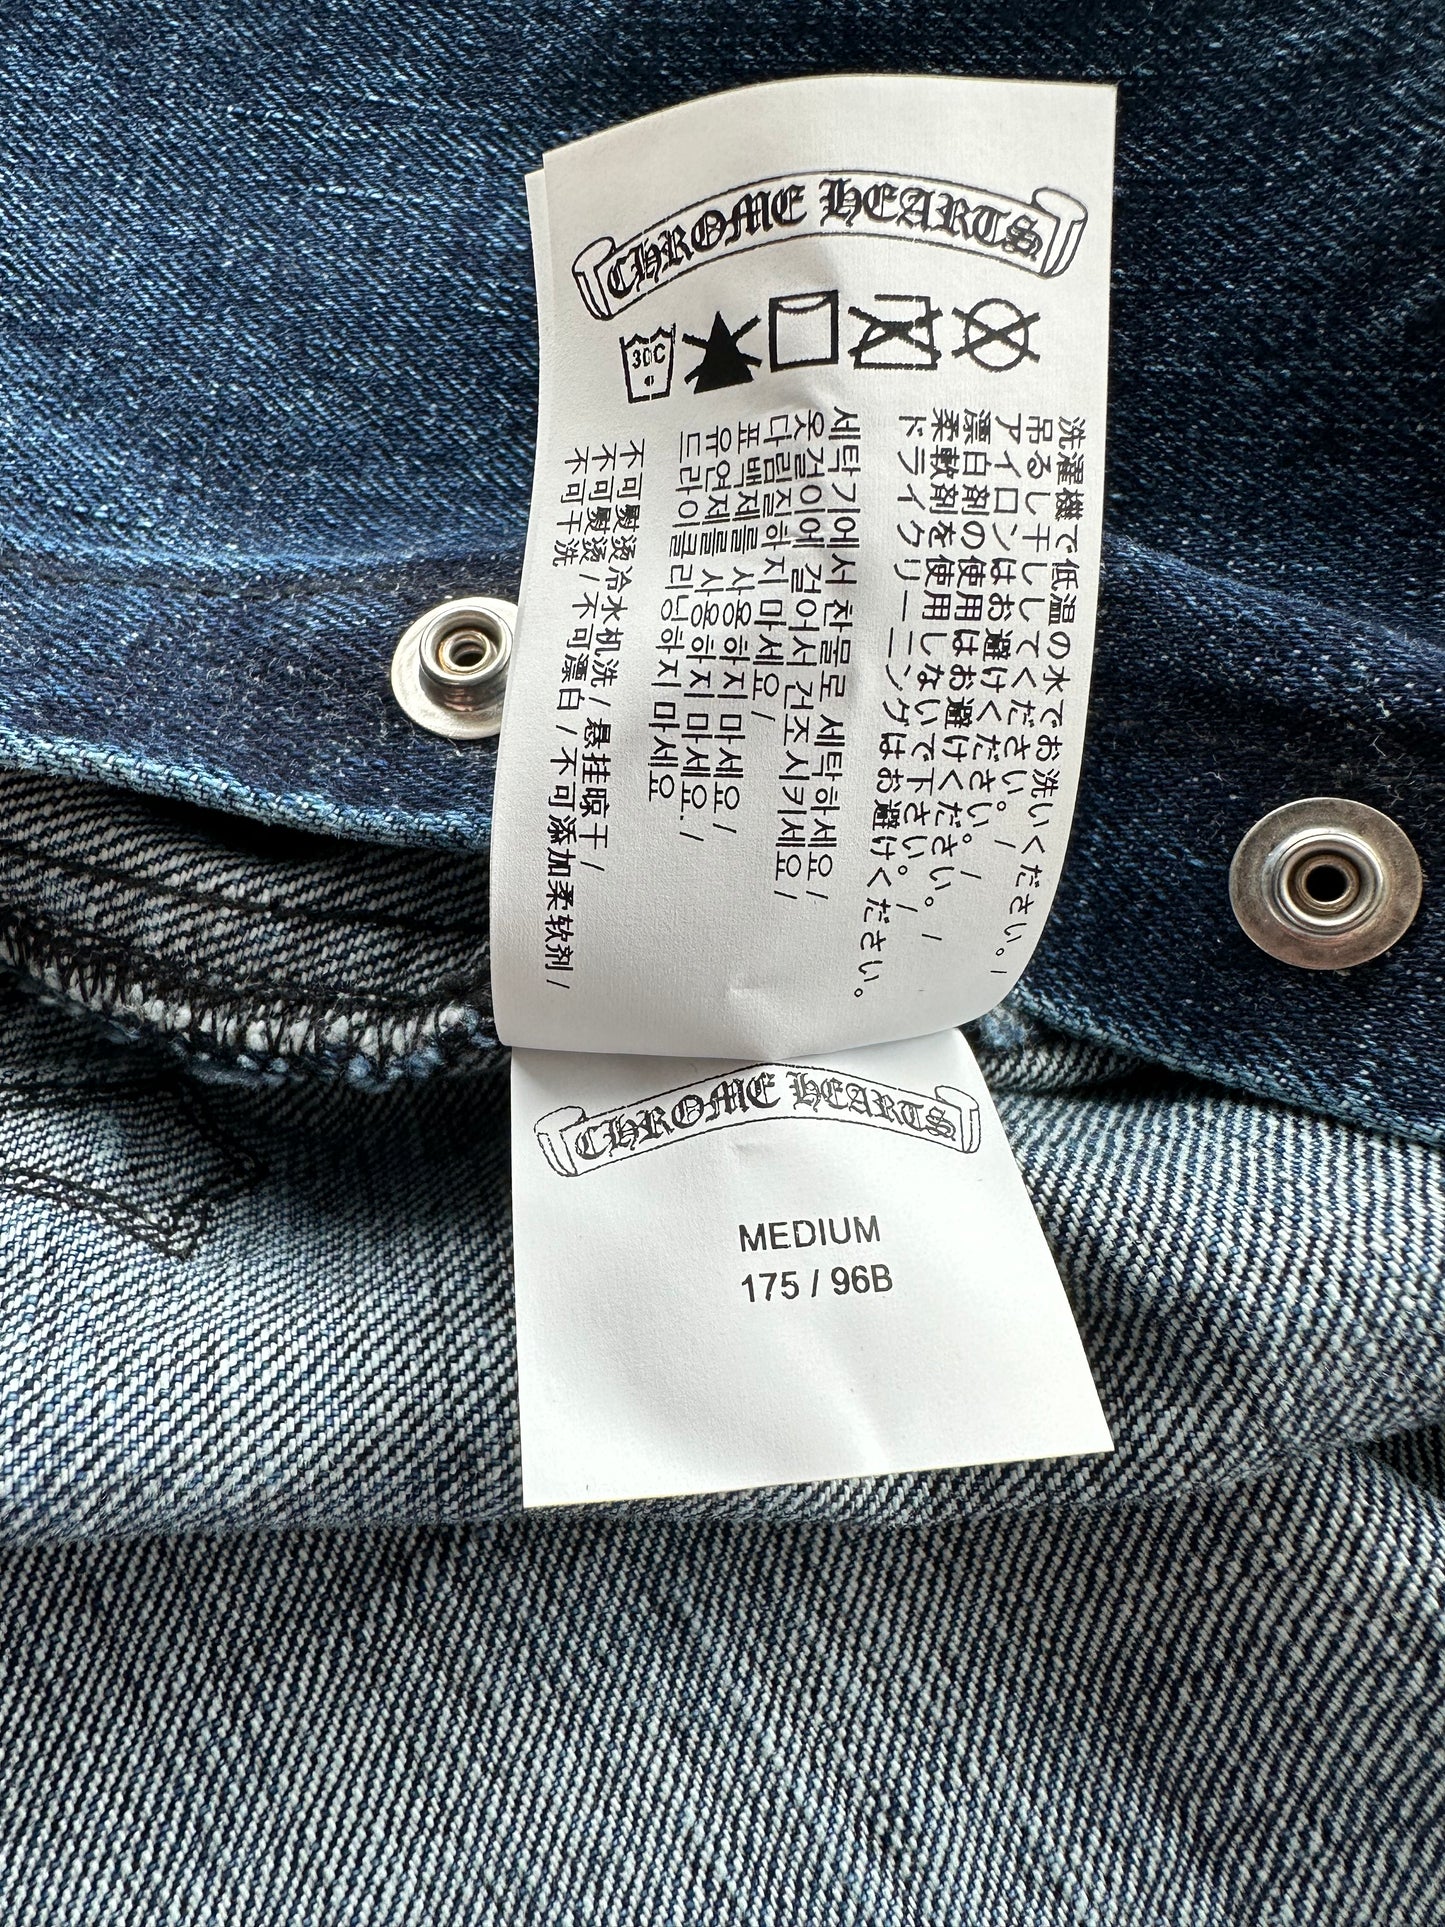 CHROME HEARTS
30C
洗濯機で低温の水でお洗いください。/
吊るし干ししてください。/
アイロンはお避けください。/
漂白剤の使用はお避けください。/
柔軟剤を使用しないで下さい。/
ドライクリーニングはお避けください。
세탁기에서 찬물로 세탁하세요 /
옷걸이에 걸어서 건조시키세요 /
다림질하지 마세요 /
표백제를 사용하지 마세요 /
유연제를 사용하지 마세요. /
드라이클리닝하지 마세요
不可熨烫冷水机洗 / 悬挂晾干 /
不可熨烫 / 不可漂白 / 不可添加柔软剂 /
不可干洗
CHROME HEARTS
MEDIUM
175 / 96B